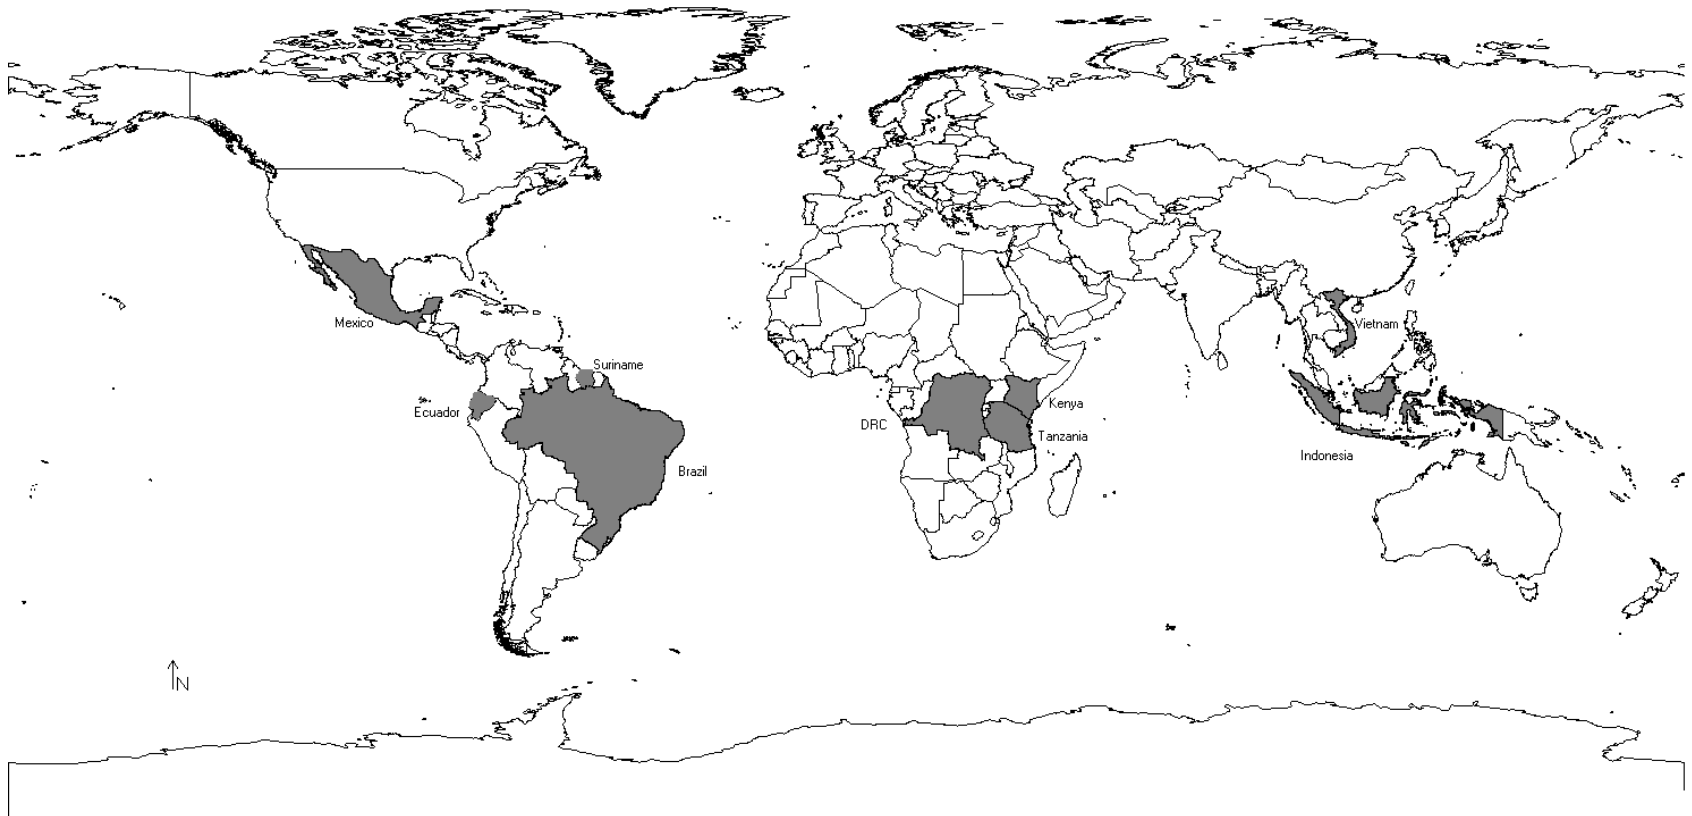 Mexico
Vietnam
Suriname
Kenya
Ecuador
DRC
Tanzania
Indonesia
Brazil
N